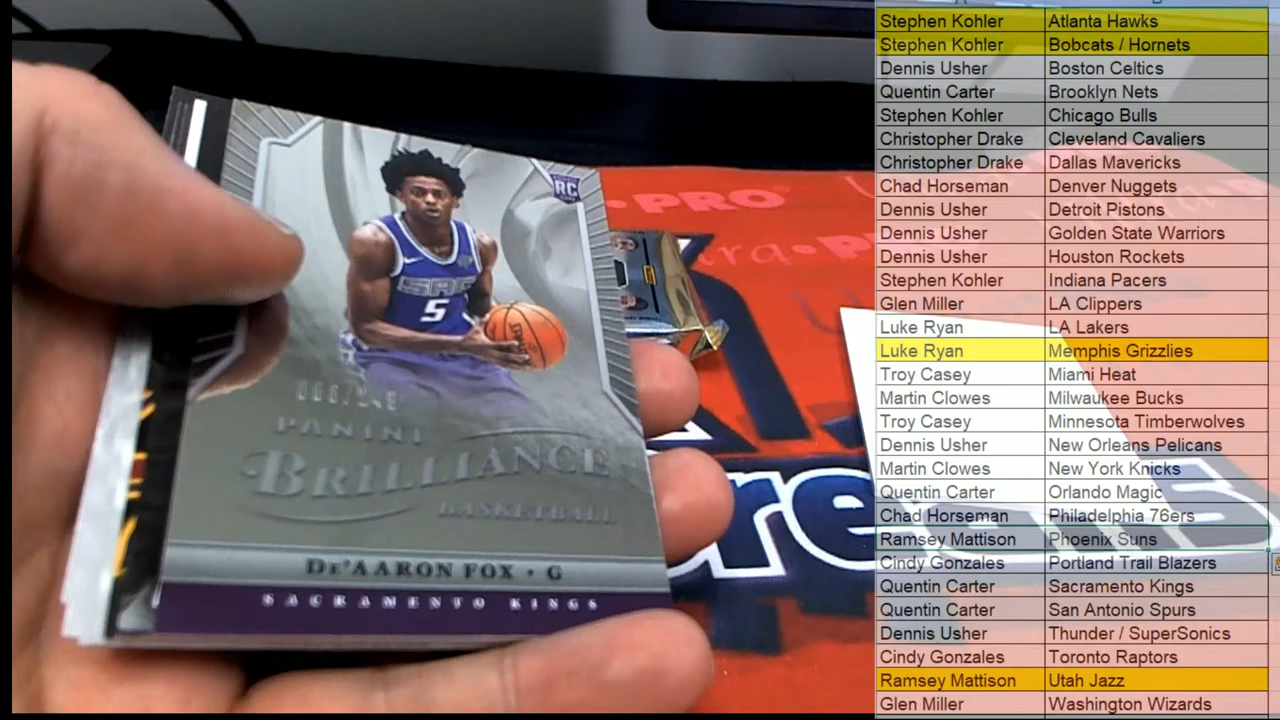 RC
SAC
5
PANINI
BRILLIANCE
BASKETBALL
DE'AARON FOX • G
SACRAMENTO KINGS
PRO
Stephen Kohler Atlanta Hawks
Stephen Kohler Bobcats / Hornets
Dennis Usher Boston Celtics
Quentin Carter Brooklyn Nets
Stephen Kohler Chicago Bulls
Christopher Drake Cleveland Cavaliers
Christopher Drake Dallas Mavericks
Chad Horseman Denver Nuggets
Dennis Usher Detroit Pistons
Dennis Usher Golden State Warriors
Dennis Usher Houston Rockets
Stephen Kohler Indiana Pacers
Glen Miller LA Clippers
Luke Ryan LA Lakers
Luke Ryan Memphis Grizzlies
Troy Casey Miami Heat
Martin Clowes Milwaukee Bucks
Troy Casey Minnesota Timberwolves
Dennis Usher New Orleans Pelicans
Martin Clowes New York Knicks
Quentin Carter Orlando Magic
Chad Horseman Philadelphia 76ers
Ramsey Mattison Phoenix Suns
Cindy Gonzales Portland Trail Blazers
Quentin Carter Sacramento Kings
Quentin Carter San Antonio Spurs
Dennis Usher Thunder / SuperSonics
Cindy Gonzales Toronto Raptors
Ramsey Mattison Utah Jazz
Glen Miller Washington Wizards